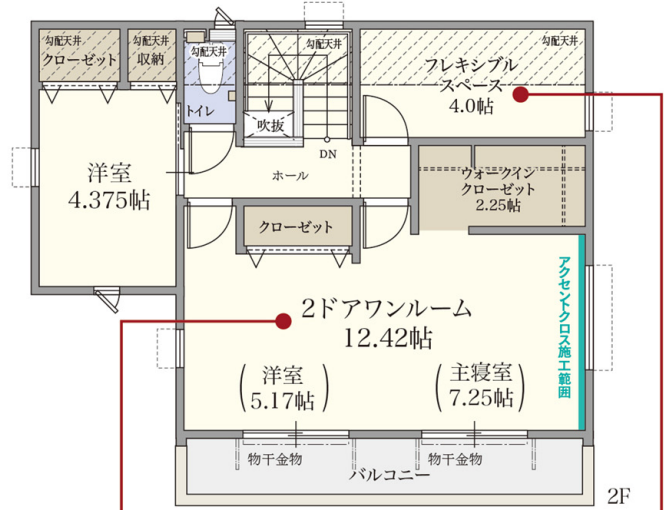 勾配天井
クローゼット
勾配天井
収納
勾配天井
トイレ
勾配天井
吹抜
DN
勾配天井
フレキシブル
スペース
4.0帖
洋室
4.375帖
ホール
ウォークイン
クローゼット
2.25帖
クローゼット
2ドアワンルーム
12.42帖
アクセントクロス施工範囲
(洋室
5.17帖)
(主寝室
7.25帖)
物干金物
物干金物
バルコニー
2F